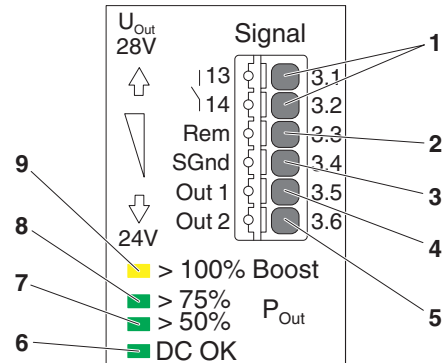 U_Out
28V
Signal
1
13 3.1
14 3.2
Rem 3.3
2
SGnd 3.4
3
Out 1 3.5
4
Out 2 3.6
5
24V
9
> 100% Boost
8
> 75%
P_Out
7
> 50%
6
DC OK